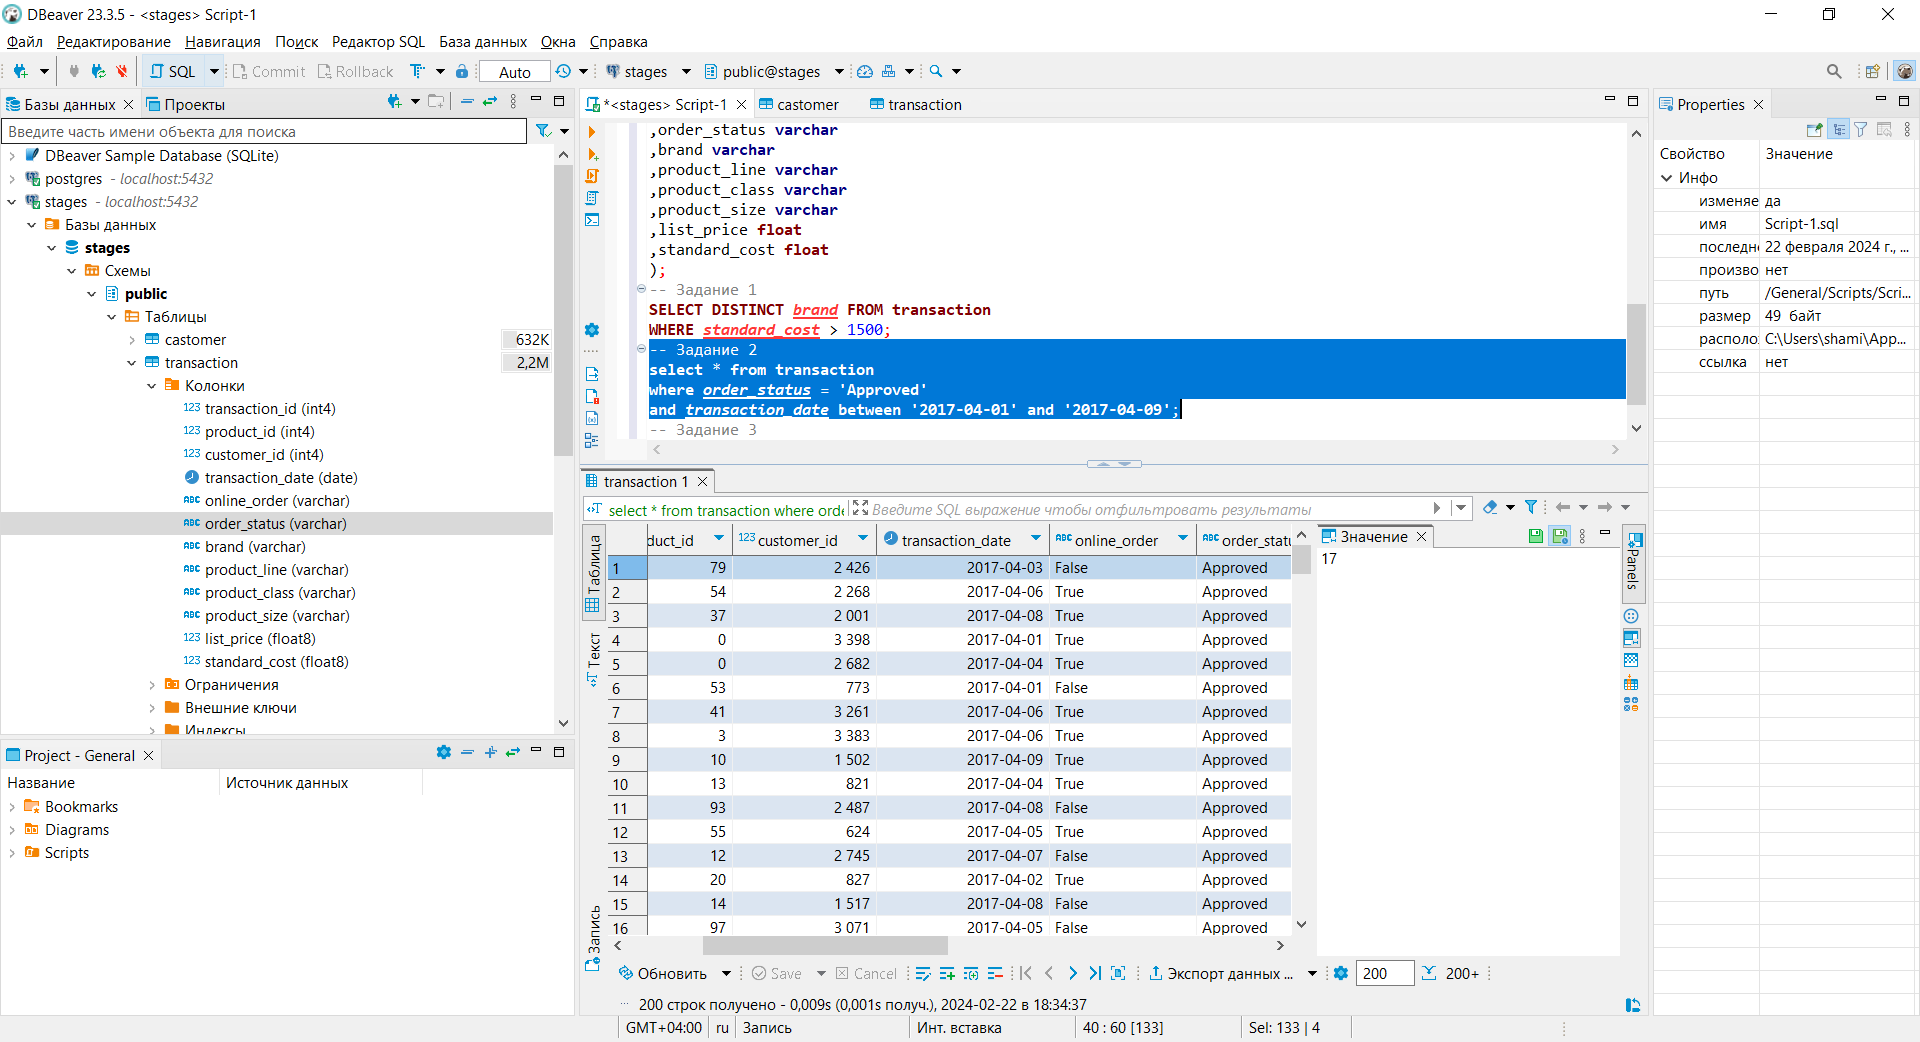 DBeaver 23.3.5 - <stages> Script-1
Файл Редактирование Навигация Поиск Редактор SQL База данных Окна Справка
SQL Commit Rollback Auto stages public@stages
Базы данных Проекты
Введите часть имени объекта для поиска
DBeaver Sample Database (SQLite)
postgres - localhost:5432
stages - localhost:5432
Базы данных
stages
Схемы
public
Таблицы
castomer 632K
transaction 2,2M
Колонки
123 transaction_id (int4)
123 product_id (int4)
123 customer_id (int4)
transaction_date (date)
ABC online_order (varchar)
ABC order_status (varchar)
ABC brand (varchar)
ABC product_line (varchar)
ABC product_class (varchar)
ABC product_size (varchar)
123 list_price (float8)
123 standard_cost (float8)
Ограничения
Внешние ключи
Индексы
Project - General
Название Источник данных
Bookmarks
Diagrams
Scripts
*<stages> Script-1 castomer transaction
,order_status varchar
,brand varchar
,product_line varchar
,product_class varchar
,product_size varchar
,list_price float
,standard_cost float
);
-- Задание 1
SELECT DISTINCT brand FROM transaction
WHERE standard_cost > 1500;
-- Задание 2
select * from transaction
where order_status = 'Approved'
and transaction_date between '2017-04-01' and '2017-04-09';
-- Задание 3
transaction 1
select * from transaction where orde Введите SQL выражение чтобы отфильтровать результаты
Таблица
Текст
Запись
duct_id 123 customer_id transaction_date ABC online_order ABC order_statu
1 79 2 426 2017-04-03 False Approved
2 54 2 268 2017-04-06 True Approved
3 37 2 001 2017-04-08 True Approved
4 0 3 398 2017-04-01 True Approved
5 0 2 682 2017-04-04 True Approved
6 53 773 2017-04-01 False Approved
7 41 3 261 2017-04-06 True Approved
8 3 3 383 2017-04-06 True Approved
9 10 1 502 2017-04-09 True Approved
10 13 821 2017-04-04 True Approved
11 93 2 487 2017-04-08 False Approved
12 55 624 2017-04-05 True Approved
13 12 2 745 2017-04-07 False Approved
14 20 827 2017-04-02 True Approved
15 14 1 517 2017-04-08 False Approved
16 97 3 071 2017-04-05 False Approved
Значение
17
Panels
Обновить Save Cancel Экспорт данных ... 200 200+
200 строк получено - 0,009s (0,001s получ.), 2024-02-22 в 18:34:37
GMT+04:00 ru Запись Инт. вставка 40 : 60 [133] Sel: 133 | 4
Properties
Свойство Значение
Инфо
изменяе да
имя Script-1.sql
последн 22 февраля 2024 г., ...
произво нет
путь /General/Scripts/Scri...
размер 49 байт
располо: C:\Users\shami\App...
ссылка нет